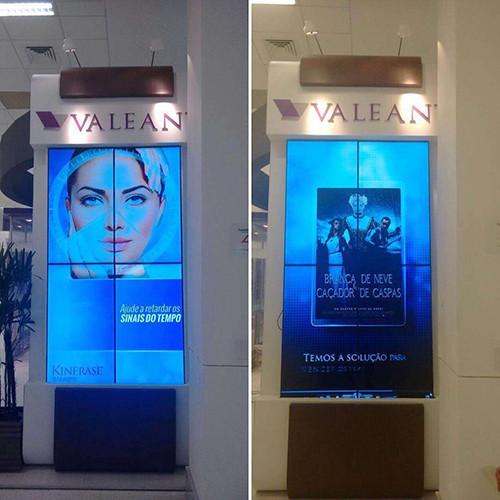 VALEAN
Ajude a retardar os
SINAIS DO TEMPO
KINERASE
VALEAN
BRANCA DE NEVE
CAÇADOR DE CASPAS
TEMOS A SOLUÇÃO PARA